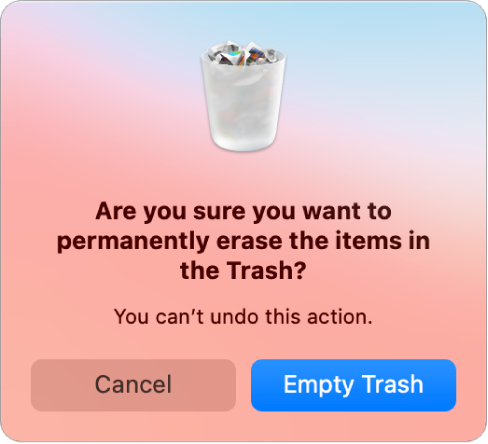 Are you sure you want to
permanently erase the items in
the Trash?
You can’t undo this action.
Cancel
Empty Trash